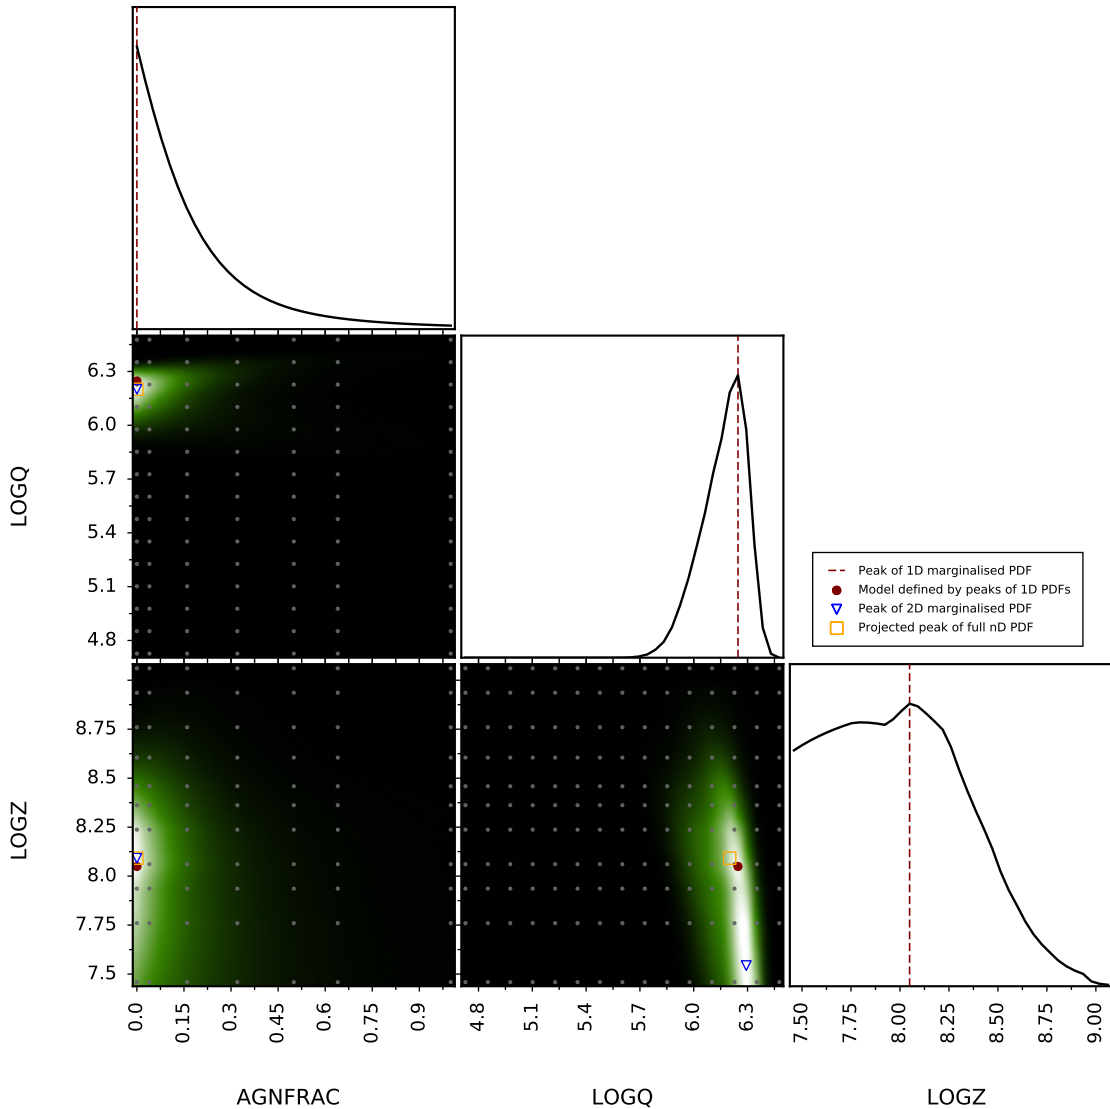 6.3
6.0
5.7
5.4
5.1
4.8
LOGQ
Peak of 1D marginalised PDF
Model defined by peaks of 1D PDFs
Peak of 2D marginalised PDF
Projected peak of full nD PDF
8.75
8.5
8.25
8.0
7.75
7.5
LOGZ
0.0 0.15 0.3 0.45 0.6 0.75 0.9
4.8 5.1 5.4 5.7 6.0 6.3
7.50 7.75 8.00 8.25 8.50 8.75 9.00
AGNFRAC LOGQ LOGZ